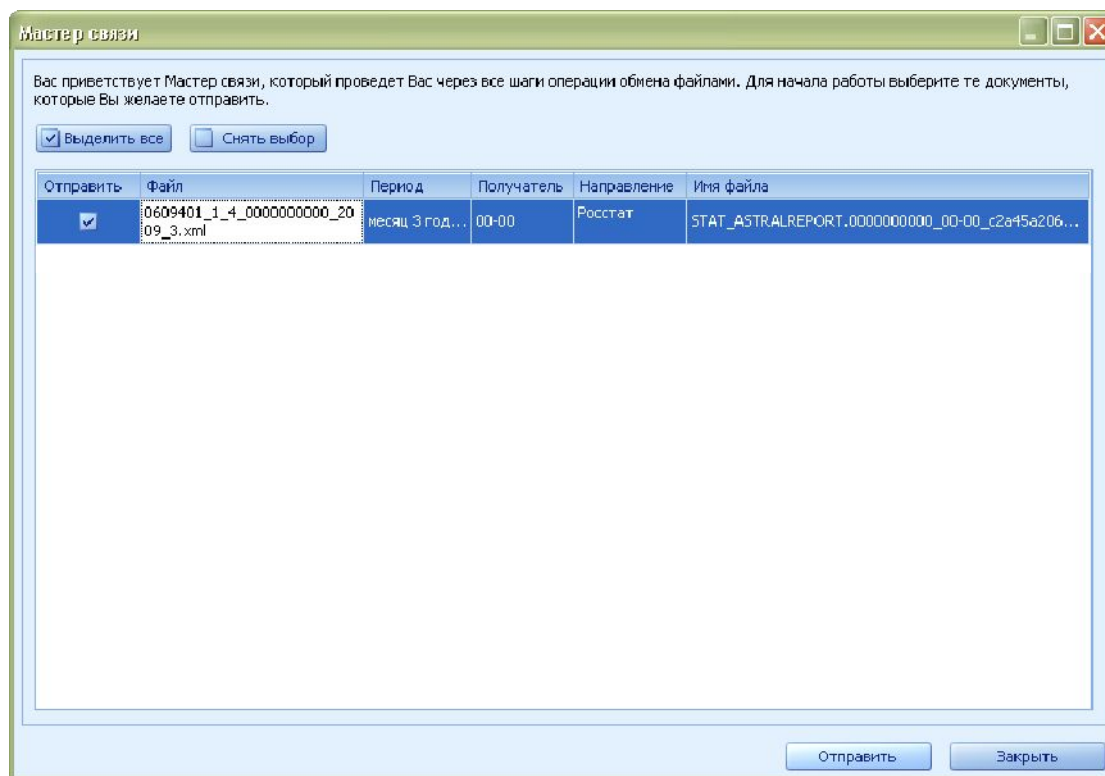 Мастер связи
Вас приветствует Мастер связи, который проведет Вас через все шаги операции обмена файлами. Для начала работы выберите те документы,
которые Вы желаете отправить.
Выделить все Снять выбор
Отправить Файл Период Получатель Направление Имя файла
0609401_1_4_0000000000_20
09_3.xml
месяц 3 год... 00-00 Росстат STAT_ASTRALREPORT.0000000000_00-00_c2a45a206...
Отправить Закрыть